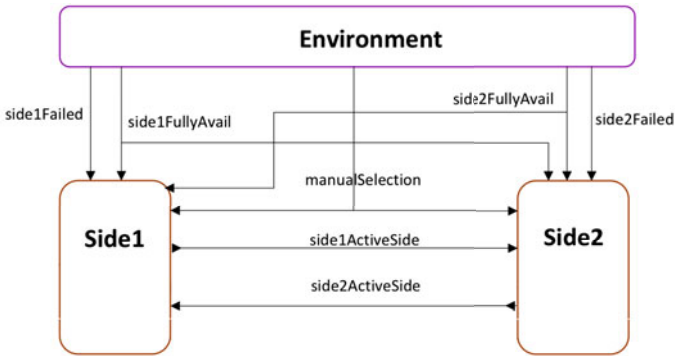 Environment
side1Failed
side1FullyAvail
side2FullyAvail
side2Failed
manualSelection
Side1
Side2
side1ActiveSide
side2ActiveSide